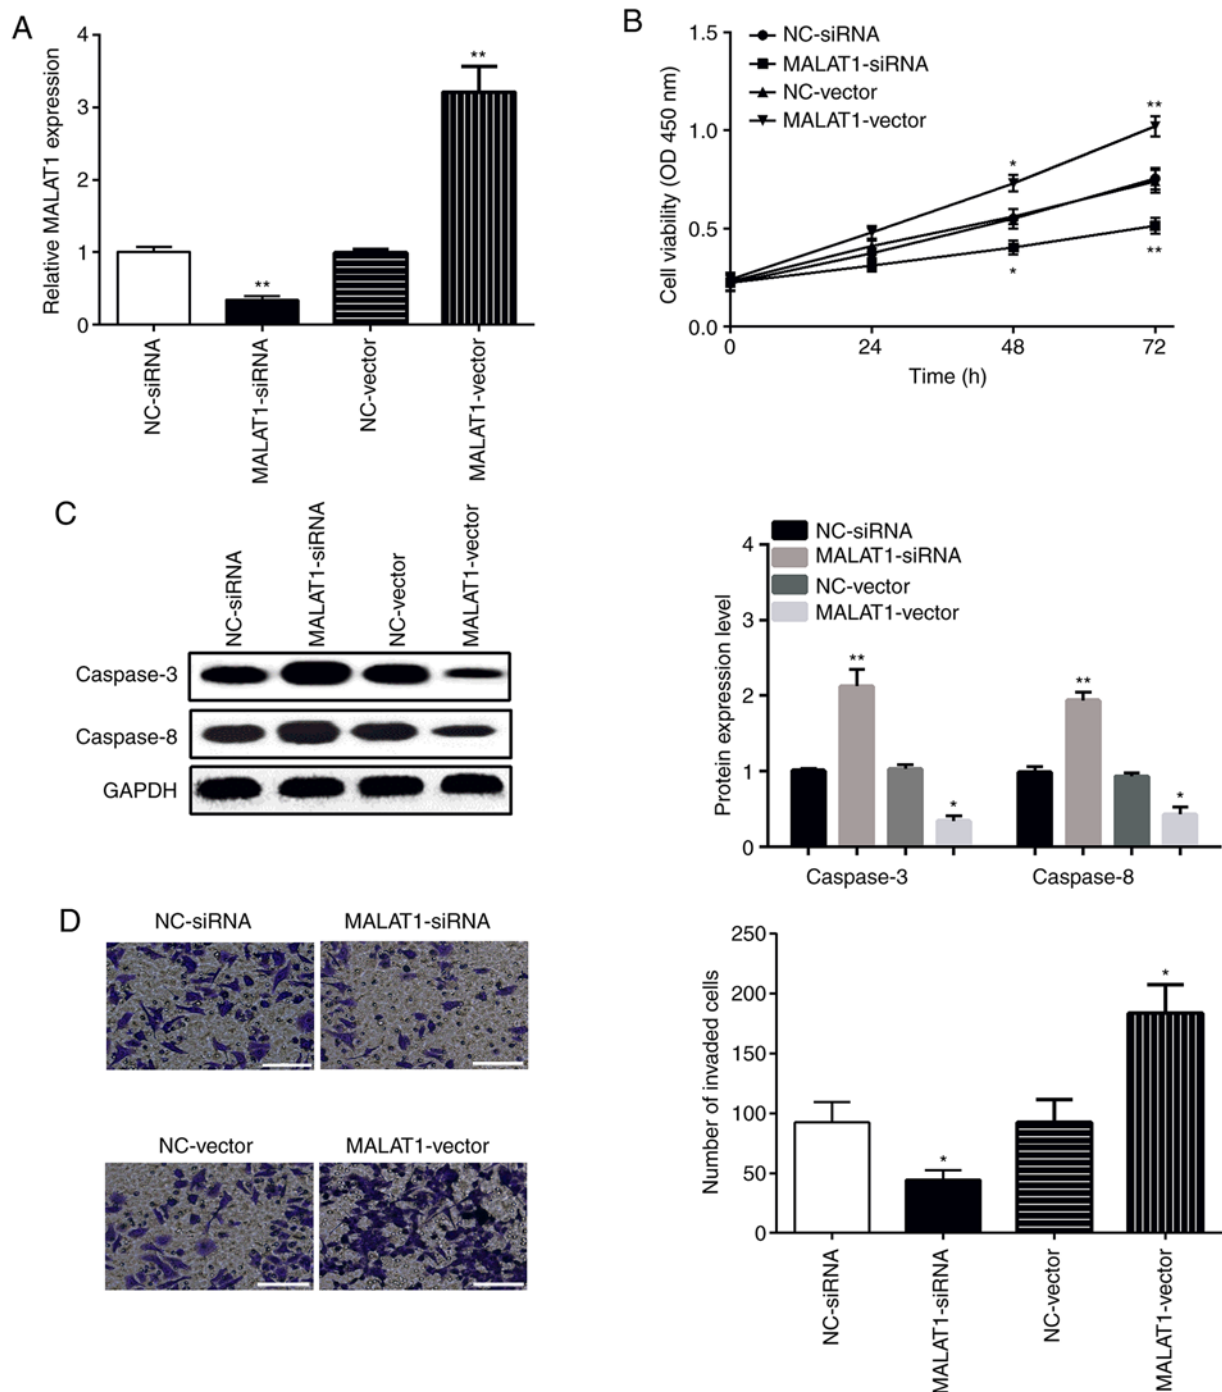 A
Relative MALAT1 expression
4
3
2
1
0
**
**
NC-siRNA
MALAT1-siRNA
NC-vector
MALAT1-vector
B
Cell viability (OD 450 nm)
1.5
1.0
0.5
0.0
NC-siRNA
MALAT1-siRNA
NC-vector
MALAT1-vector
*
**
*
**
0
24
48
72
Time (h)
C
NC-siRNA
MALAT1-siRNA
NC-vector
MALAT1-vector
Caspase-3
Caspase-8
GAPDH
Protein expression level
4
3
2
1
0
NC-siRNA
MALAT1-siRNA
NC-vector
MALAT1-vector
**
*
**
*
Caspase-3
Caspase-8
D
NC-siRNA
MALAT1-siRNA
NC-vector
MALAT1-vector
Number of invaded cells
250
200
150
100
50
0
*
*
NC-siRNA
MALAT1-siRNA
NC-vector
MALAT1-vector